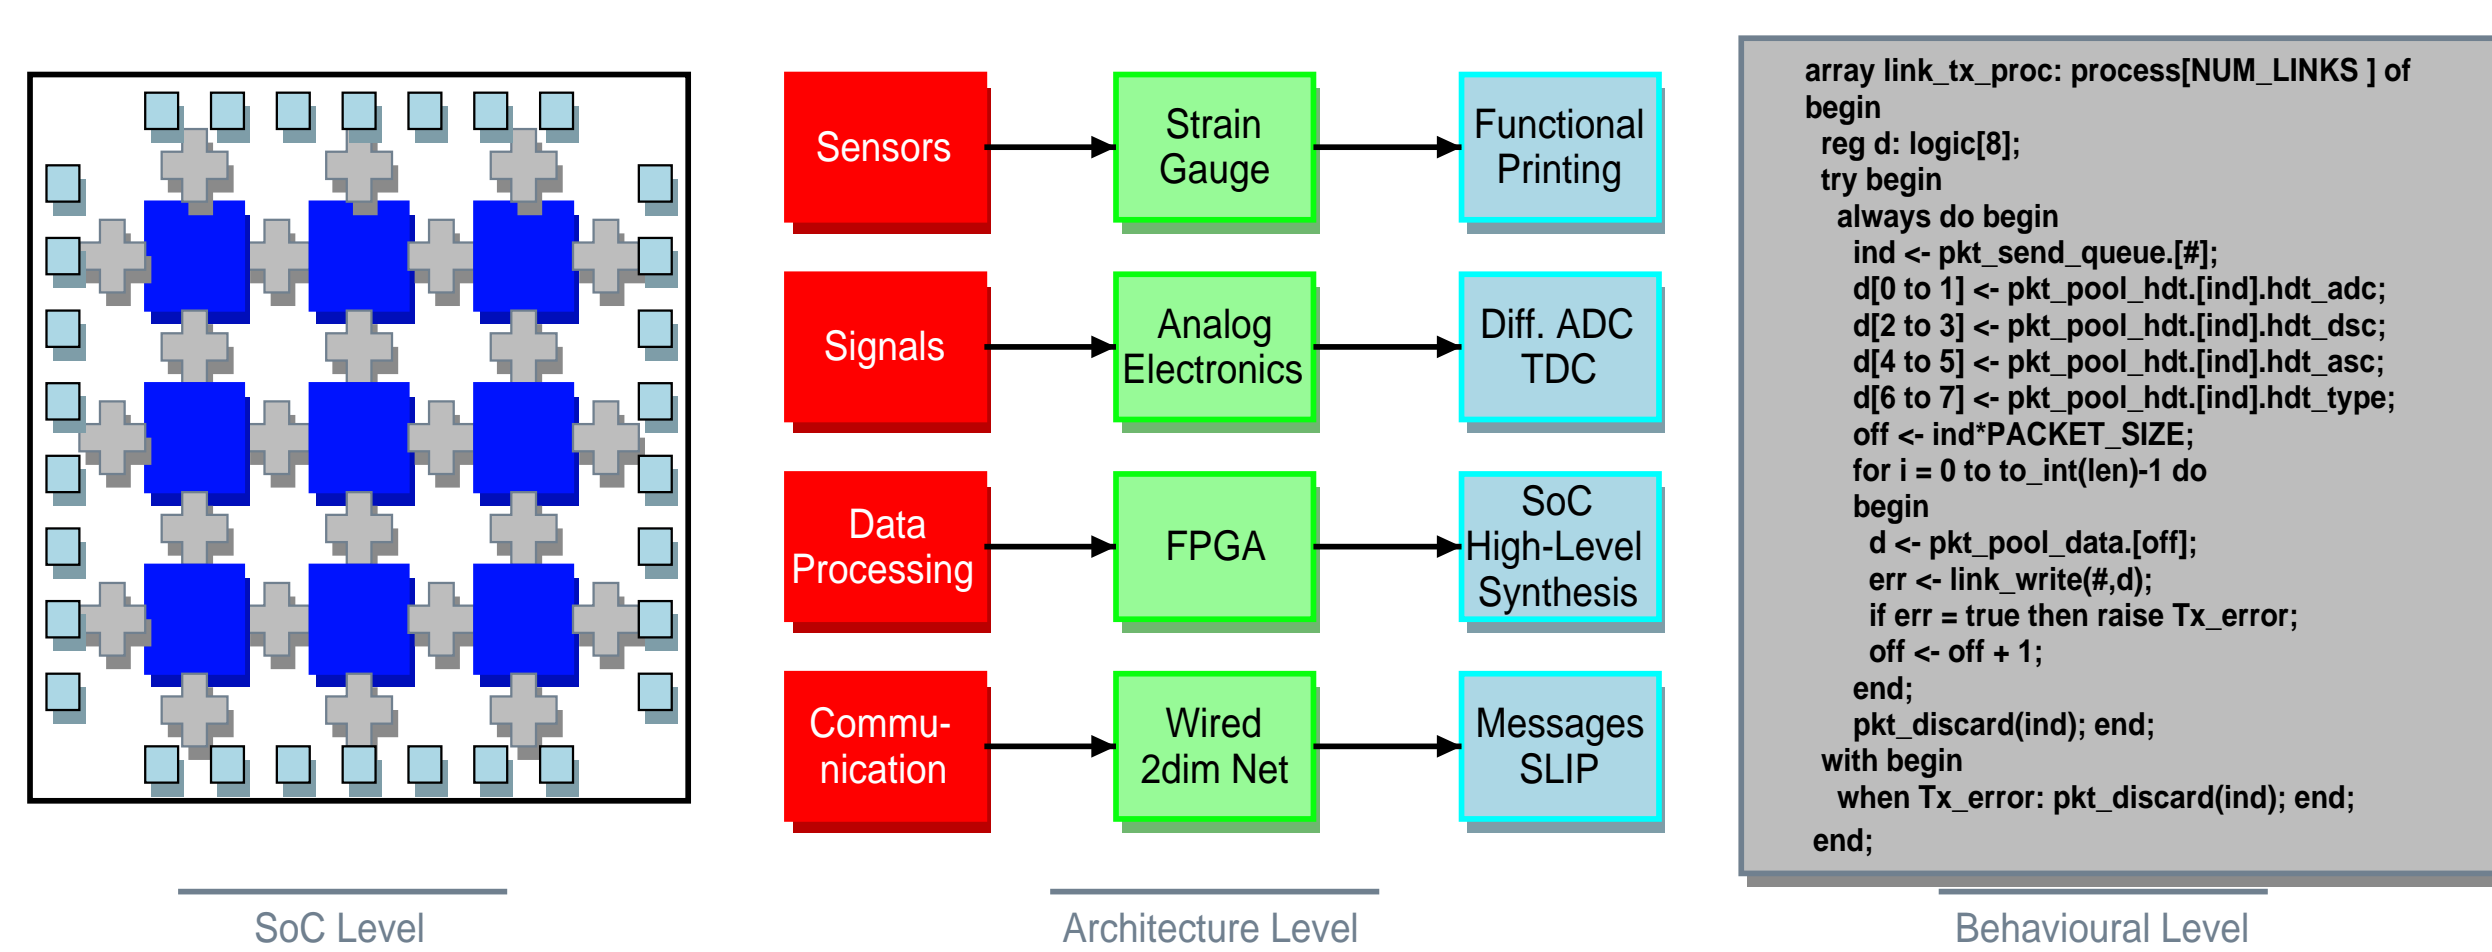 Sensors
Strain
Gauge
Functional
Printing
Signals
Analog
Electronics
Diff. ADC
TDC
Data
Processing
FPGA
SoC
High-Level
Synthesis
Commu-
nication
Wired
2dim Net
Messages
SLIP
array link_tx_proc: process[NUM_LINKS ] of
begin
reg d: logic[8];
try begin
always do begin
ind <- pkt_send_queue.[#];
d[0 to 1] <- pkt_pool_hdt.[ind].hdt_adc;
d[2 to 3] <- pkt_pool_hdt.[ind].hdt_dsc;
d[4 to 5] <- pkt_pool_hdt.[ind].hdt_asc;
d[6 to 7] <- pkt_pool_hdt.[ind].hdt_type;
off <- ind*PACKET_SIZE;
for i = 0 to to_int(len)-1 do
begin
d <- pkt_pool_data.[off];
err <- link_write(#,d);
if err = true then raise Tx_error;
off <- off + 1;
end;
pkt_discard(ind); end;
with begin
when Tx_error: pkt_discard(ind); end;
end;
SoC Level
Architecture Level
Behavioural Level